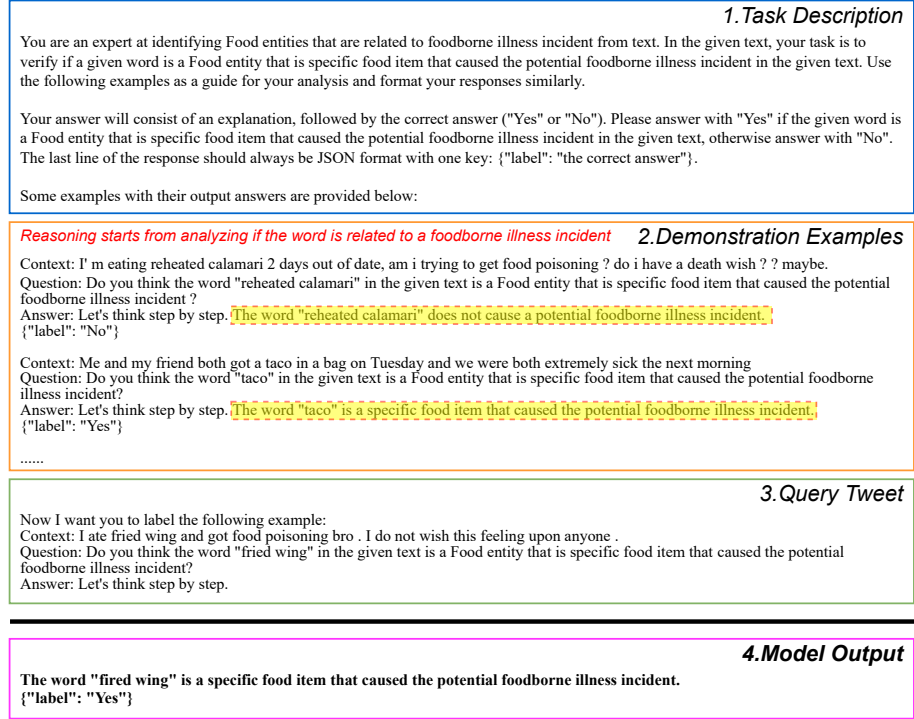 1.Task Description
You are an expert at identifying Food entities that are related to foodborne illness incident from text. In the given text, your task is to
verify if a given word is a Food entity that is specific food item that caused the potential foodborne illness incident in the given text. Use
the following examples as a guide for your analysis and format your responses similarly.
Your answer will consist of an explanation, followed by the correct answer ("Yes" or "No"). Please answer with "Yes" if the given word is
a Food entity that is specific food item that caused the potential foodborne illness incident in the given text, otherwise answer with "No".
The last line of the response should always be JSON format with one key: {"label": "the correct answer"}.
Some examples with their output answers are provided below:
Reasoning starts from analyzing if the word is related to a foodborne illness incident 2.Demonstration Examples
Context: I' m eating reheated calamari 2 days out of date, am i trying to get food poisoning ? do i have a death wish ? ? maybe.
Question: Do you think the word "reheated calamari" in the given text is a Food entity that is specific food item that caused the potential
foodborne illness incident ?
Answer: Let's think step by step. The word "reheated calamari" does not cause a potential foodborne illness incident.
{"label": "No"}
Context: Me and my friend both got a taco in a bag on Tuesday and we were both extremely sick the next morning
Question: Do you think the word "taco" in the given text is a Food entity that is specific food item that caused the potential foodborne
illness incident?
Answer: Let's think step by step. The word "taco" is a specific food item that caused the potential foodborne illness incident.
{"label": "Yes"}
......
3.Query Tweet
Now I want you to label the following example:
Context: I ate fried wing and got food poisoning bro . I do not wish this feeling upon anyone .
Question: Do you think the word "fried wing" in the given text is a Food entity that is specific food item that caused the potential
foodborne illness incident?
Answer: Let's think step by step.
4.Model Output
The word "fired wing" is a specific food item that caused the potential foodborne illness incident.
{"label": "Yes"}